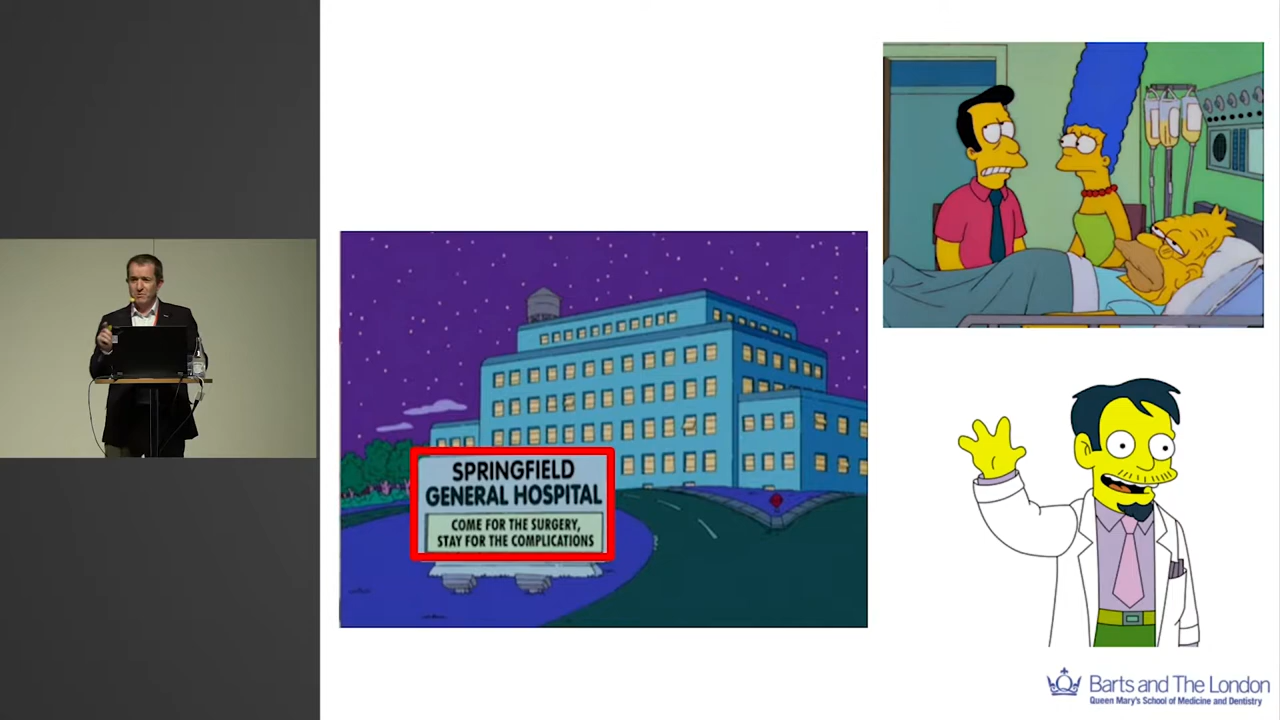 SPRINGFIELD
GENERAL HOSPITAL
COME FOR THE SURGERY,
STAY FOR THE COMPLICATIONS
Barts and The London
Queen Mary's School of Medicine and Dentistry